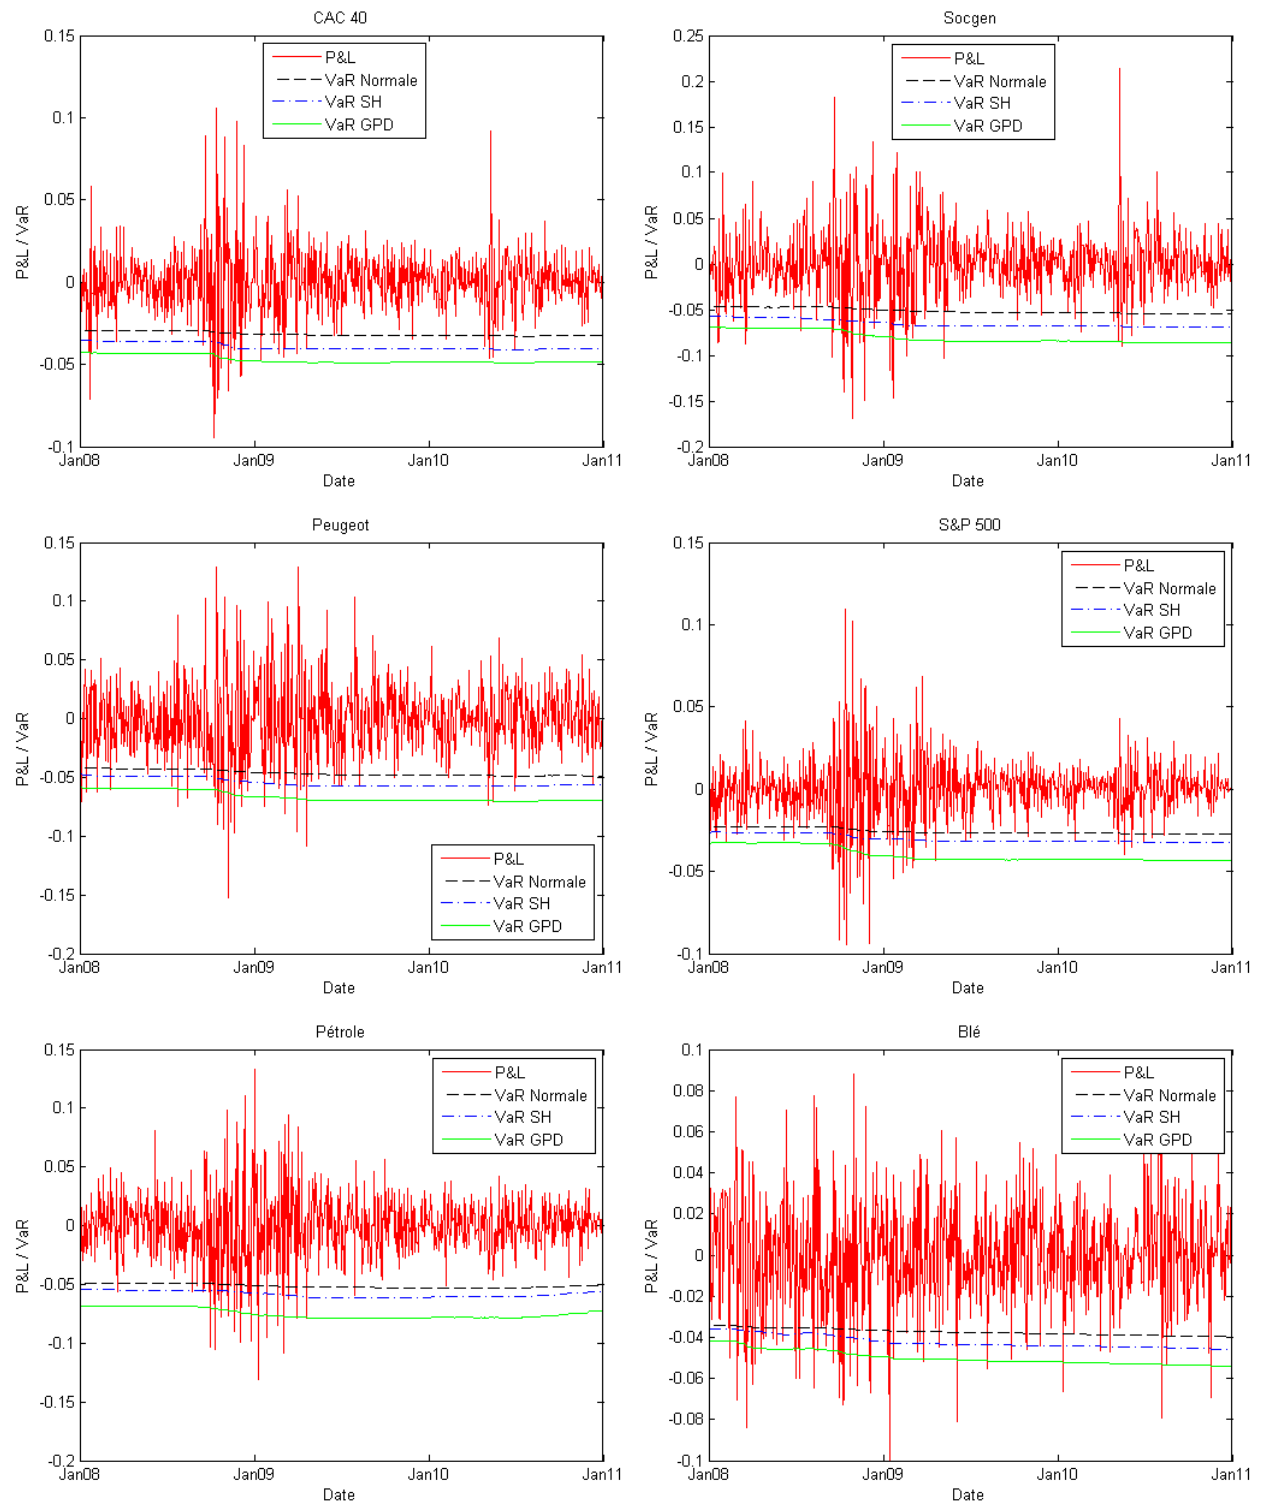 CAC 40
0.15
0.1
0.05
0
-0.05
-0.1
P&L / VaR
P&L
VaR Normale
VaR SH
VaR GPD
Jan08 Jan09 Jan10 Jan11
Date
Socgen
0.25
0.2
0.15
0.1
0.05
0
-0.05
-0.1
-0.15
-0.2
P&L / VaR
P&L
VaR Normale
VaR SH
VaR GPD
Jan08 Jan09 Jan10 Jan11
Date
Peugeot
0.15
0.1
0.05
0
-0.05
-0.1
-0.15
-0.2
P&L / VaR
P&L
VaR Normale
VaR SH
VaR GPD
Jan08 Jan09 Jan10 Jan11
Date
S&P 500
0.15
0.1
0.05
0
-0.05
-0.1
P&L / VaR
P&L
VaR Normale
VaR SH
VaR GPD
Jan08 Jan09 Jan10 Jan11
Date
Pétrole
0.15
0.1
0.05
0
-0.05
-0.1
-0.15
-0.2
P&L / VaR
P&L
VaR Normale
VaR SH
VaR GPD
Jan08 Jan09 Jan10 Jan11
Date
Blé
0.1
0.08
0.06
0.04
0.02
0
-0.02
-0.04
-0.06
-0.08
-0.1
P&L / VaR
P&L
VaR Normale
VaR SH
VaR GPD
Jan08 Jan09 Jan10 Jan11
Date